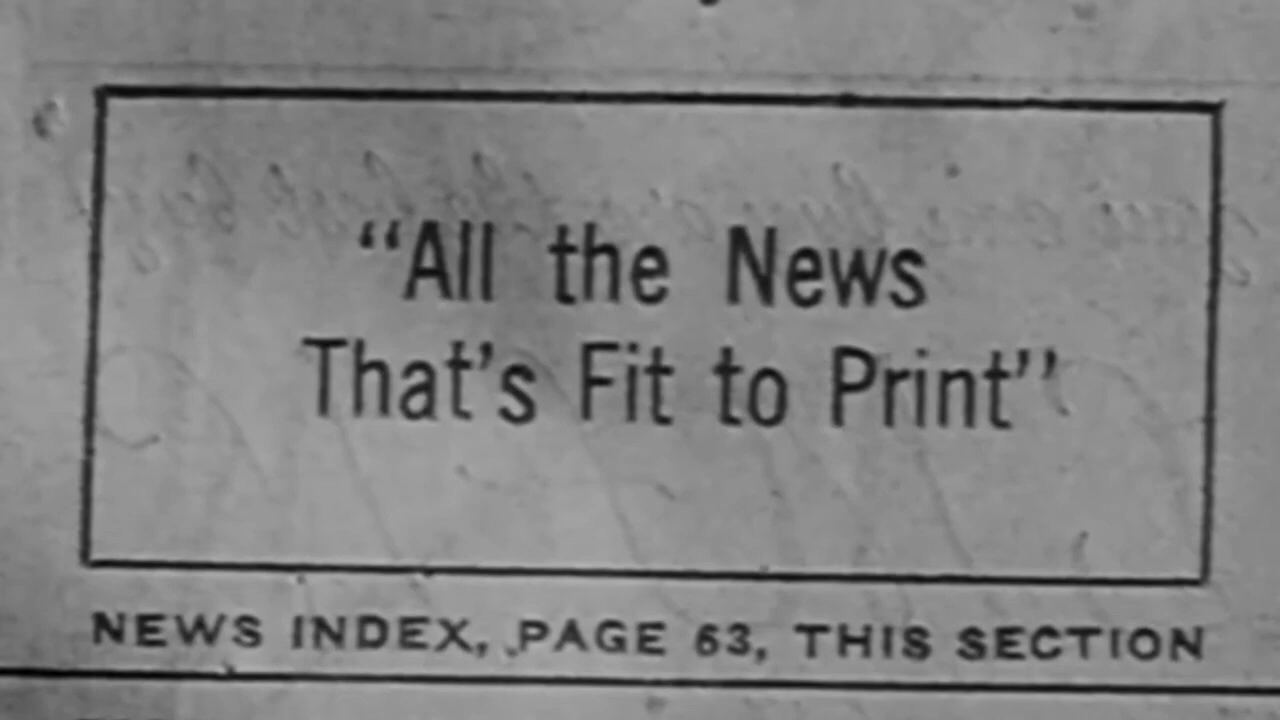 “All the News
That's Fit to Print”
NEWS INDEX, PAGE 63, THIS SECTION